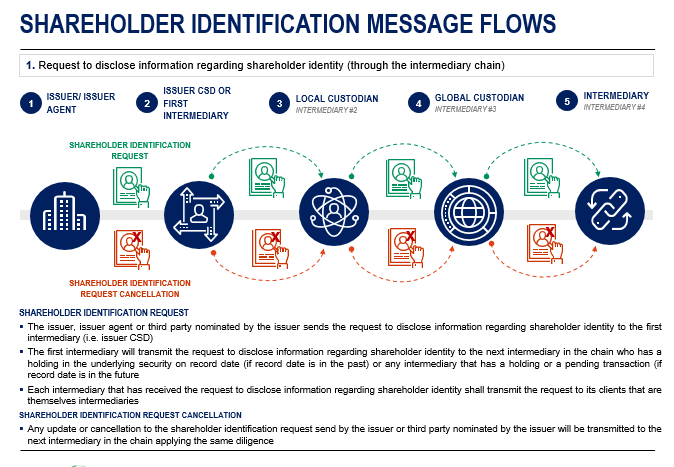 SHAREHOLDER IDENTIFICATION MESSAGE FLOWS
1. Request to disclose information regarding shareholder identity (through the intermediary chain)
1
ISSUER/ ISSUER
AGENT
2
ISSUER CSD OR
FIRST
INTERMEDIARY
3
LOCAL CUSTODIAN
INTERMEDIARY #2
4
GLOBAL CUSTODIAN
INTERMEDIARY #3
5
INTERMEDIARY
INTERMEDIARY #4
SHAREHOLDER IDENTIFICATION
REQUEST
X
X
X
X
SHAREHOLDER IDENTIFICATION
REQUEST CANCELLATION
SHAREHOLDER IDENTIFICATION REQUEST
▪ The issuer, issuer agent or third party nominated by the issuer sends the request to disclose information regarding shareholder identity to the first
intermediary (i.e. issuer CSD)
▪ The first intermediary will transmit the request to disclose information regarding shareholder identity to the next intermediary in the chain who has a
holding in the underlying security on record date (if record date is in the past) or any intermediary that has a holding or a pending transaction (if
record date is in the future
▪ Each intermediary that has received the request to disclose information regarding shareholder identity shall transmit the request to its clients that are
themselves intermediaries
SHAREHOLDER IDENTIFICATION REQUEST CANCELLATION
▪ Any update or cancellation to the shareholder identification request send by the issuer or third party nominated by the issuer will be transmitted to the
next intermediary in the chain applying the same diligence